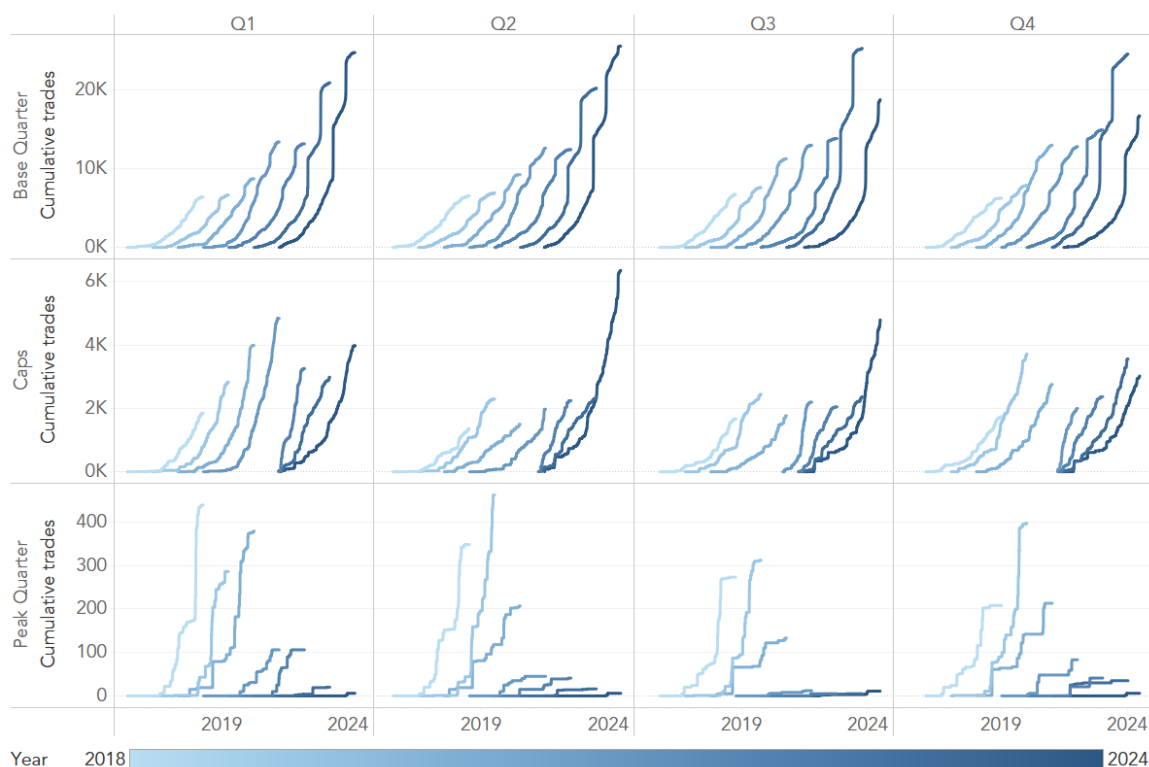 Q1 Q2 Q3 Q4
Base Quarter
Cumulative trades
20K
10K
0K
Caps
Cumulative trades
6K
4K
2K
0K
Peak Quarter
Cumulative trades
400
300
200
100
0
2019 2024 2019 2024 2019 2024 2019 2024
Year 2018 2024